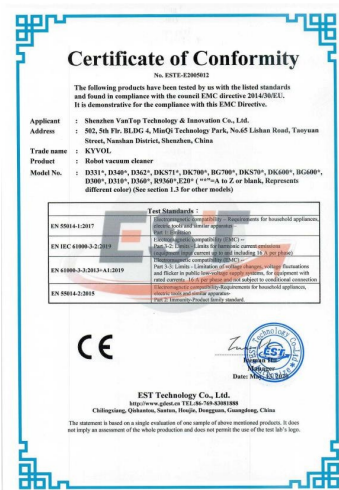 Certificate of Conformity
No. ESTE-E2005012
The following products have been tested by us with the listed standards
and found in compliance with the council EMC directive 2014/30/EU.
It is demonstrative for the compliance with this EMC Directive.
Applicant : Shenzhen VanTop Technology & Innovation Co., Ltd.
Address : 502, 5th Flr. BLDG 4, MinQi Technology Park, No.65 Lishan Road, Taoyuan
Street, Nanshan District, Shenzhen, China
Trade name : KYVOL
Product : Robot vacuum cleaner
Model No. : D331*, D340*, D362*, DKS71*, DK700*, BG700*, DKS70*, DK600*, BG600*,
D300*, D310*, D360*, R9360*,E20* ( "*"=A to Z or blank, Represents
different color) (See section 1.3 for other models)
Test Standards :
EN 55014-1:2017
Electromagnetic compatibility – Requirements for household appliances,
electric tools and similar apparatus –
Part 1: Emission
EN IEC 61000-3-2:2019
Electromagnetic compatibility (EMC) –
Part 3-2: Limits - Limits for harmonic current emissions
(equipment input current up to and including 16 A per phase)
EN 61000-3-3:2013+A1:2019
Electromagnetic compatibility (EMC) –
Part 3-3: Limits - Limitation of voltage changes, voltage fluctuations
and flicker in public low-voltage supply systems, for equipment with
rated current≤ 16 A per phase and not subject to conditional connection
EN 55014-2:2015
Electromagnetic compatibility-Requirements for household appliances,
electric tools and similar apparatus-
Part 2: Immunity-Product family standard.
EST
CE
EST
Manager
Date:
EST Technology Co., Ltd.
http://www.gdest.cn TEL:86-769-83081888
Chilingxiang, Qishantou, Santun, Houjie, Dongguan, Guangdong, China
The statement is based on a single evaluation of one sample of above mentioned products. It does
not imply an assessment of the whole production and does not permit the use of the test lab's logo.